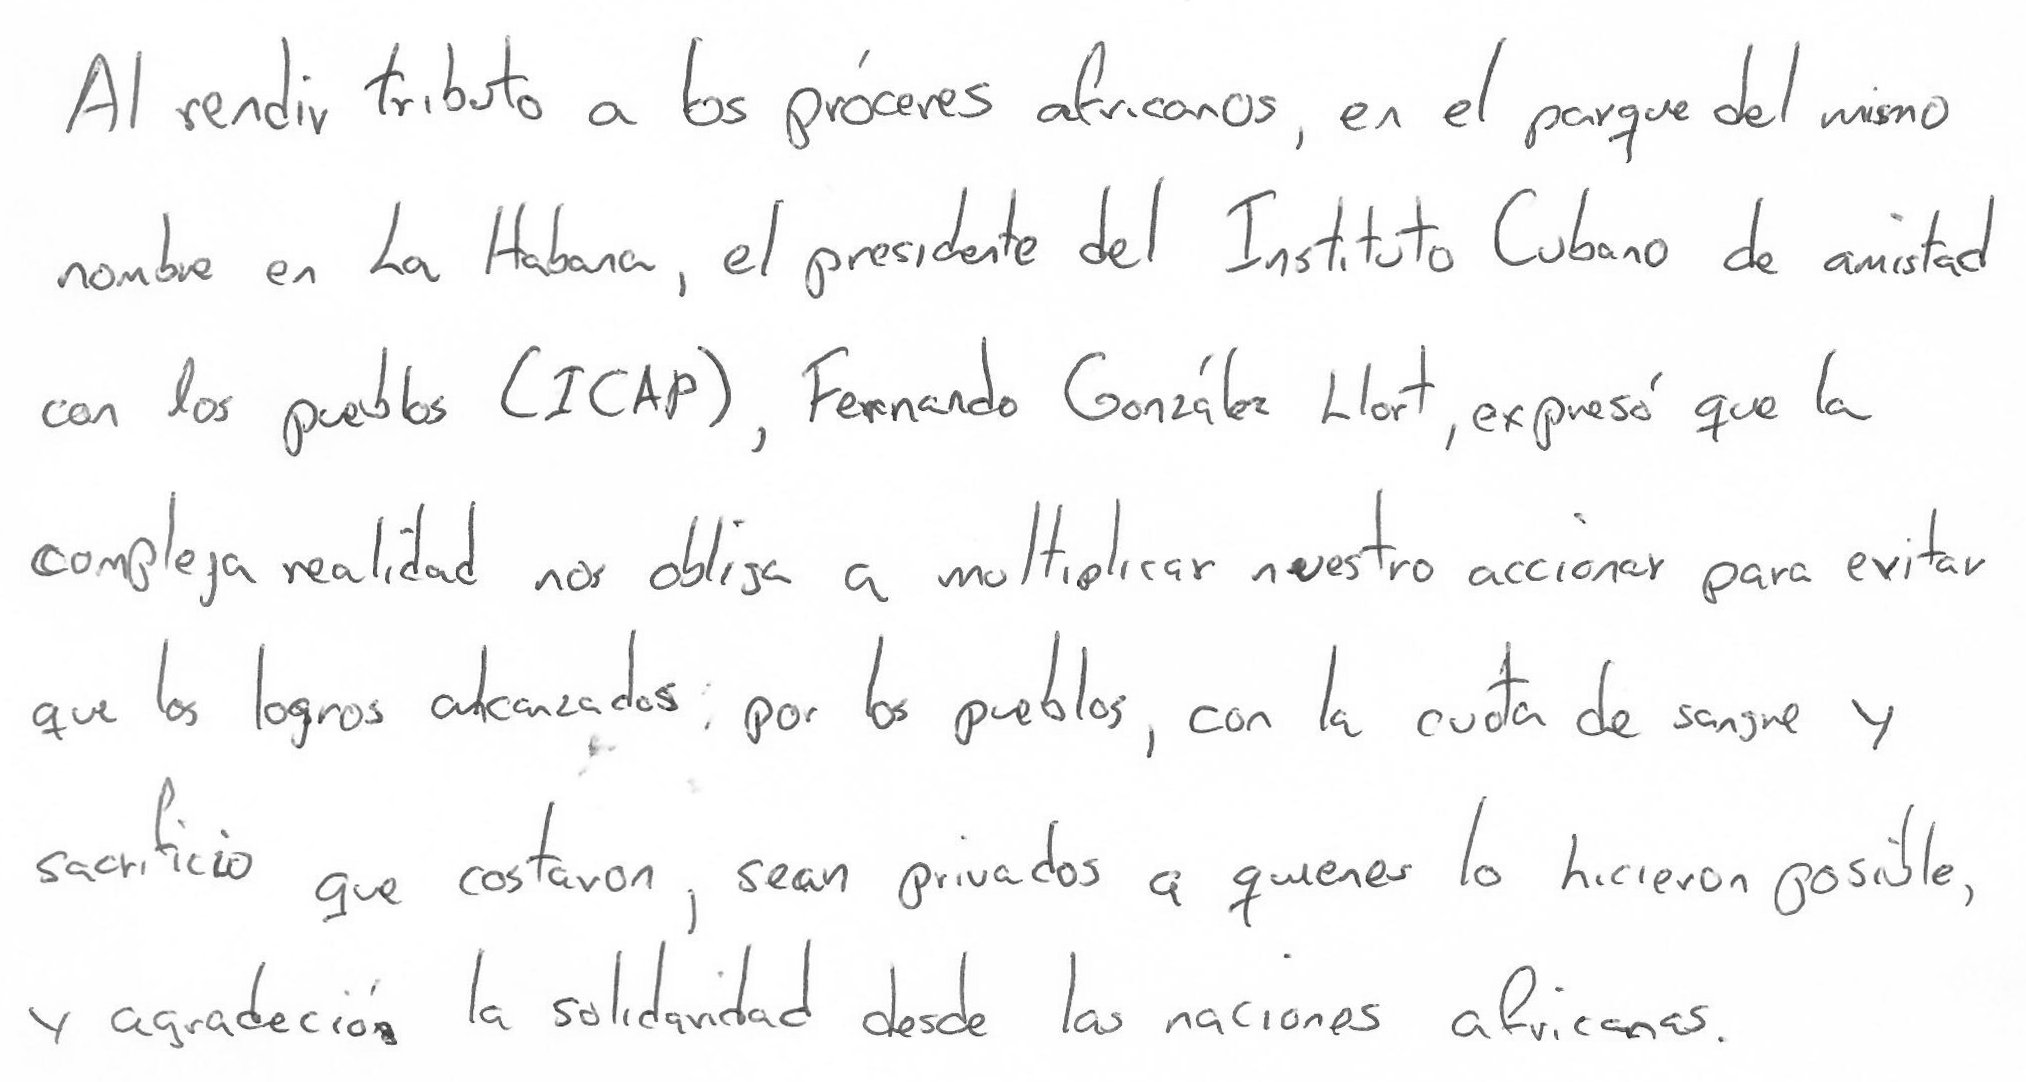 Al rendir tributo a los próceres africanos, en el parque del mismo
nombre en La Habana, el presidente del Instituto Cubano de amistad
con los pueblos (ICAP), Fernando González Llort, expresó que la
compleja realidad nos obliga a multiplicar nuestro accionar para evitar
que los logros alcanzados, por los pueblos, con la cuota de sangre y
sacrificio que costaron, sean privados a quienes lo hicieron posible,
y agradeción la solidaridad desde las naciones africanas.